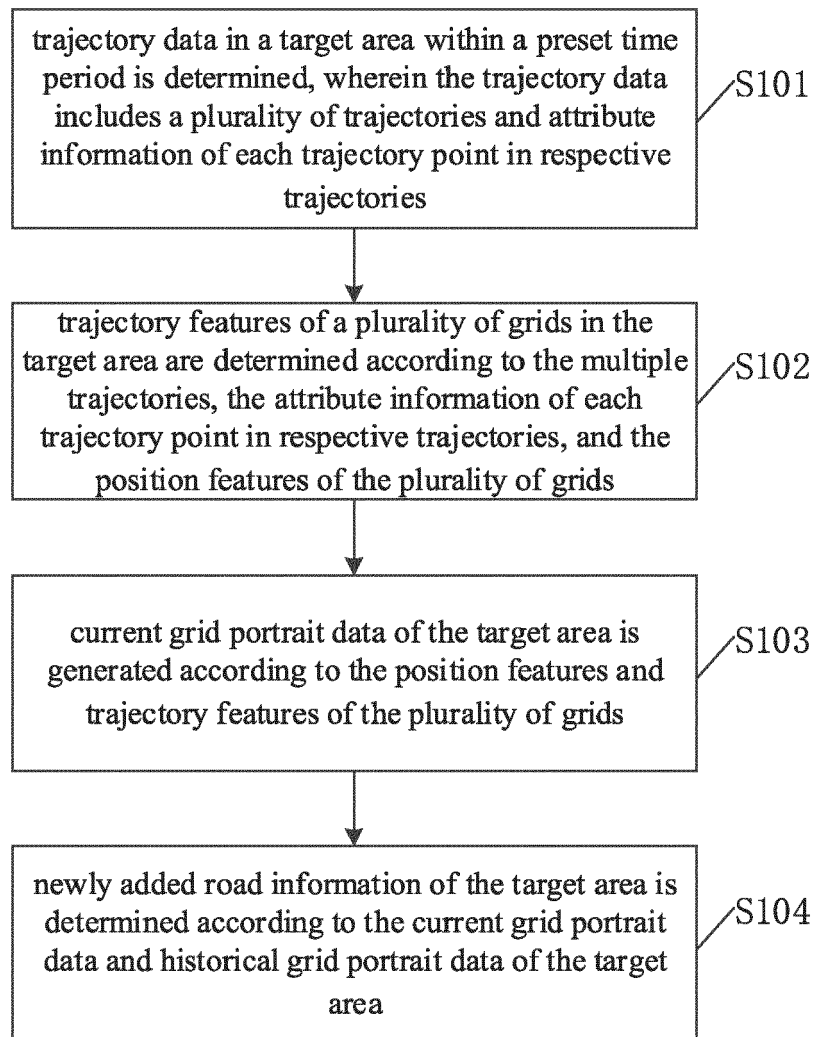 trajectory data in a target area within a preset time
period is determined, wherein the trajectory data
includes a plurality of trajectories and attribute
information of each trajectory point in respective
trajectories
S101
trajectory features of a plurality of grids in the
target area are determined according to the multiple
trajectories, the attribute information of each
trajectory point in respective trajectories, and the
position features of the plurality of grids
S102
current grid portrait data of the target area is
generated according to the position features and
trajectory features of the plurality of grids
S103
newly added road information of the target area is
determined according to the current grid portrait
data and historical grid portrait data of the target
area
S104